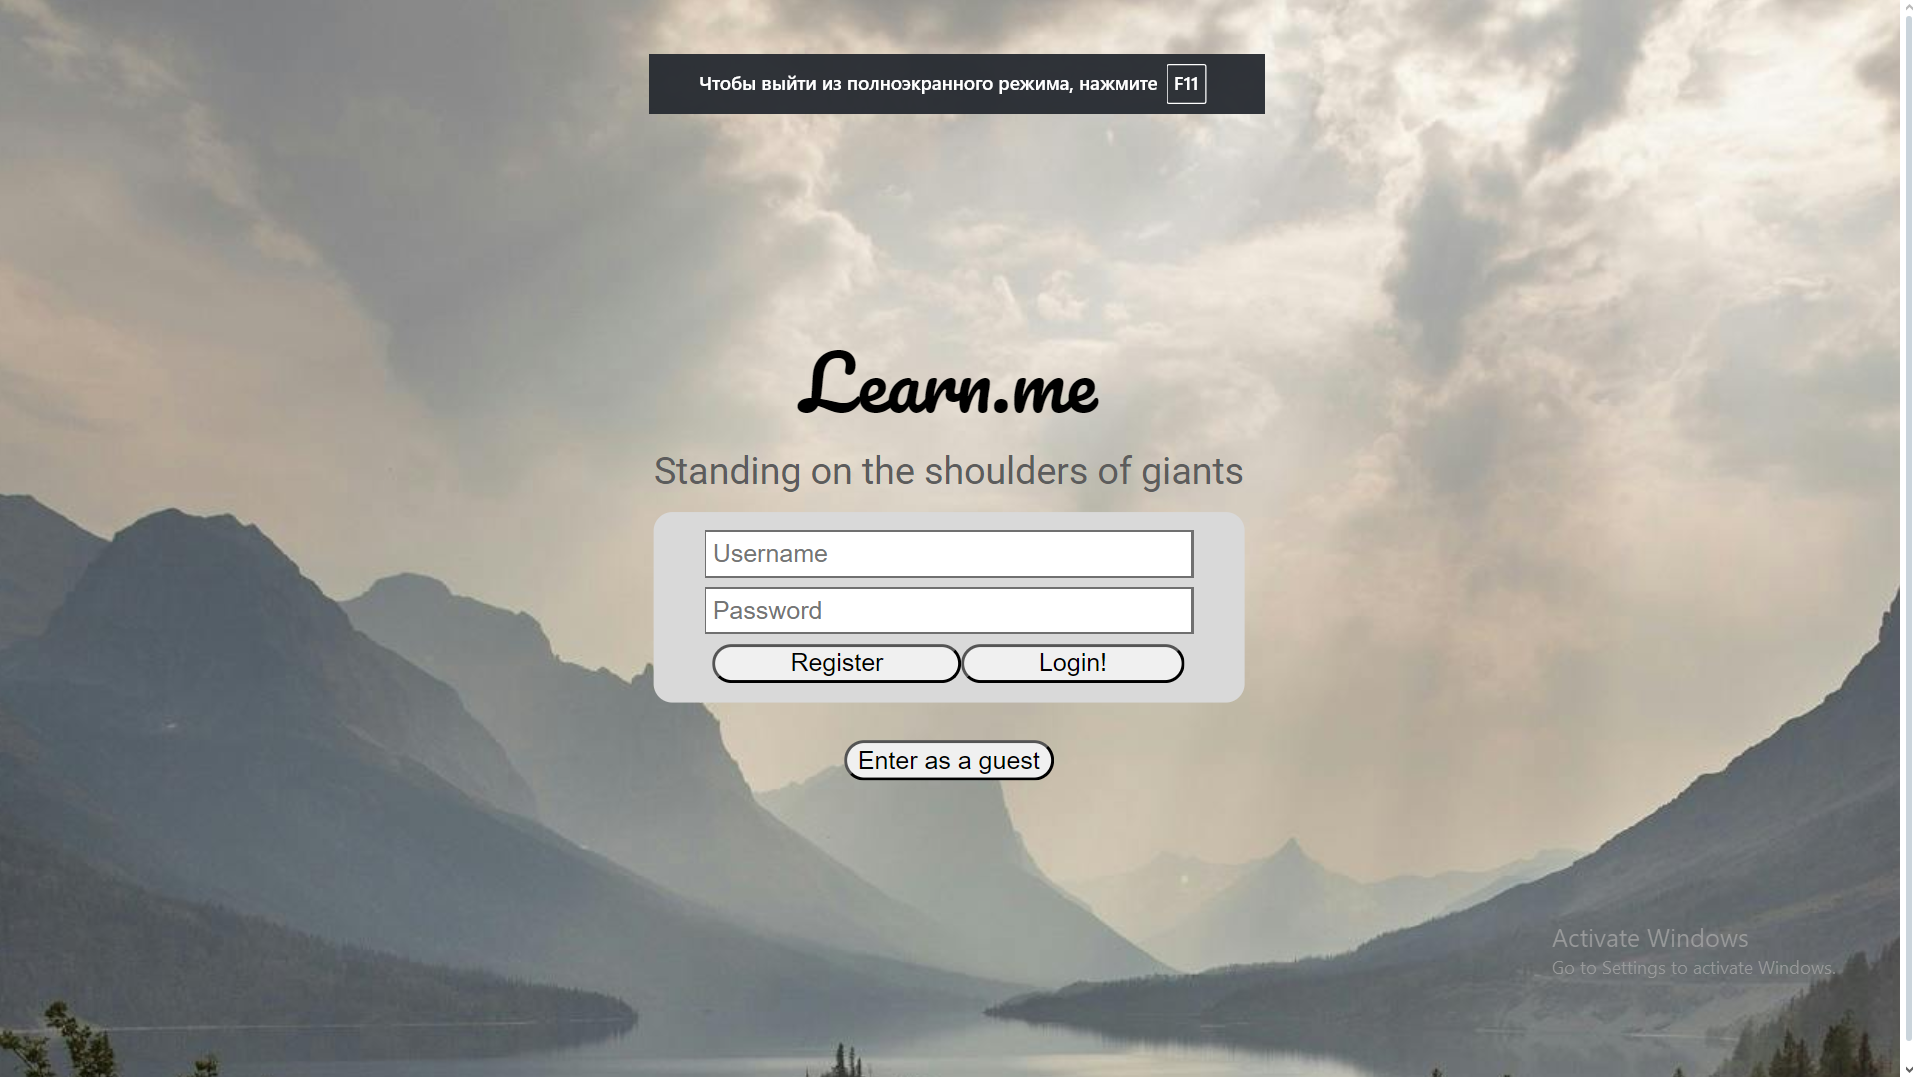 Чтобы выйти из полноэкранного режима, нажмите F11
Learn.me
Standing on the shoulders of giants
Username
Password
Register Login!
Enter as a guest
Activate Windows
Go to Settings to activate Windows.